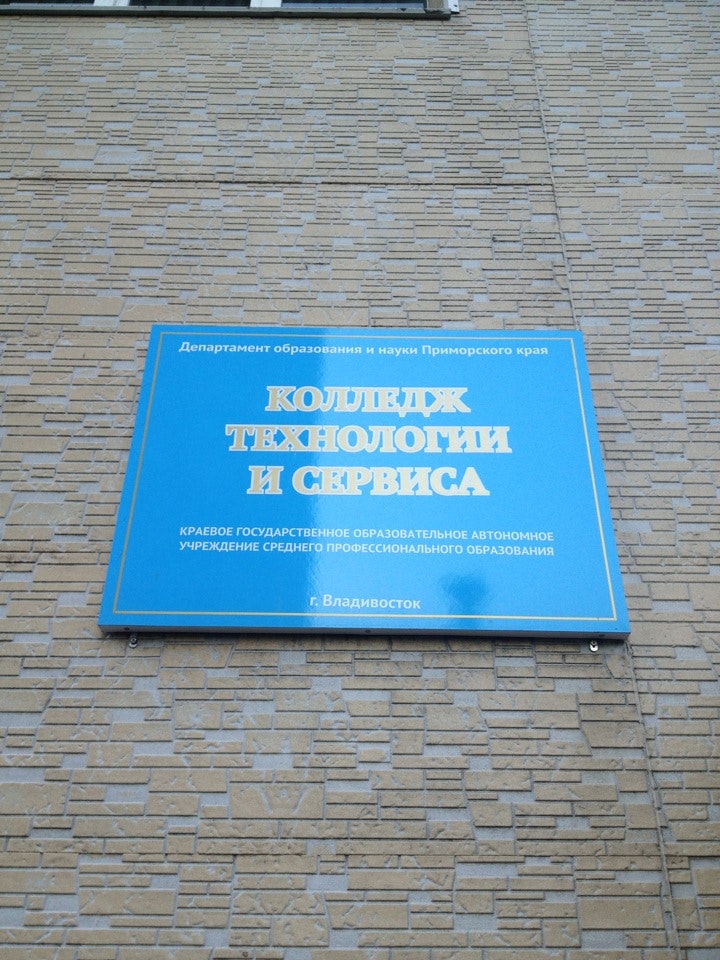 Департамент образования и науки Приморского края
КОЛЛЕДЖ
ТЕХНОЛОГИИ
И СЕРВИСА
КРАЕВОЕ ГОСУДАРСТВЕННОЕ ОБРАЗОВАТЕЛЬНОЕ АВТОНОМНОЕ
УЧРЕЖДЕНИЕ СРЕДНЕГО ПРОФЕССИОНАЛЬНОГО ОБРАЗОВАНИЯ
г. Владивосток